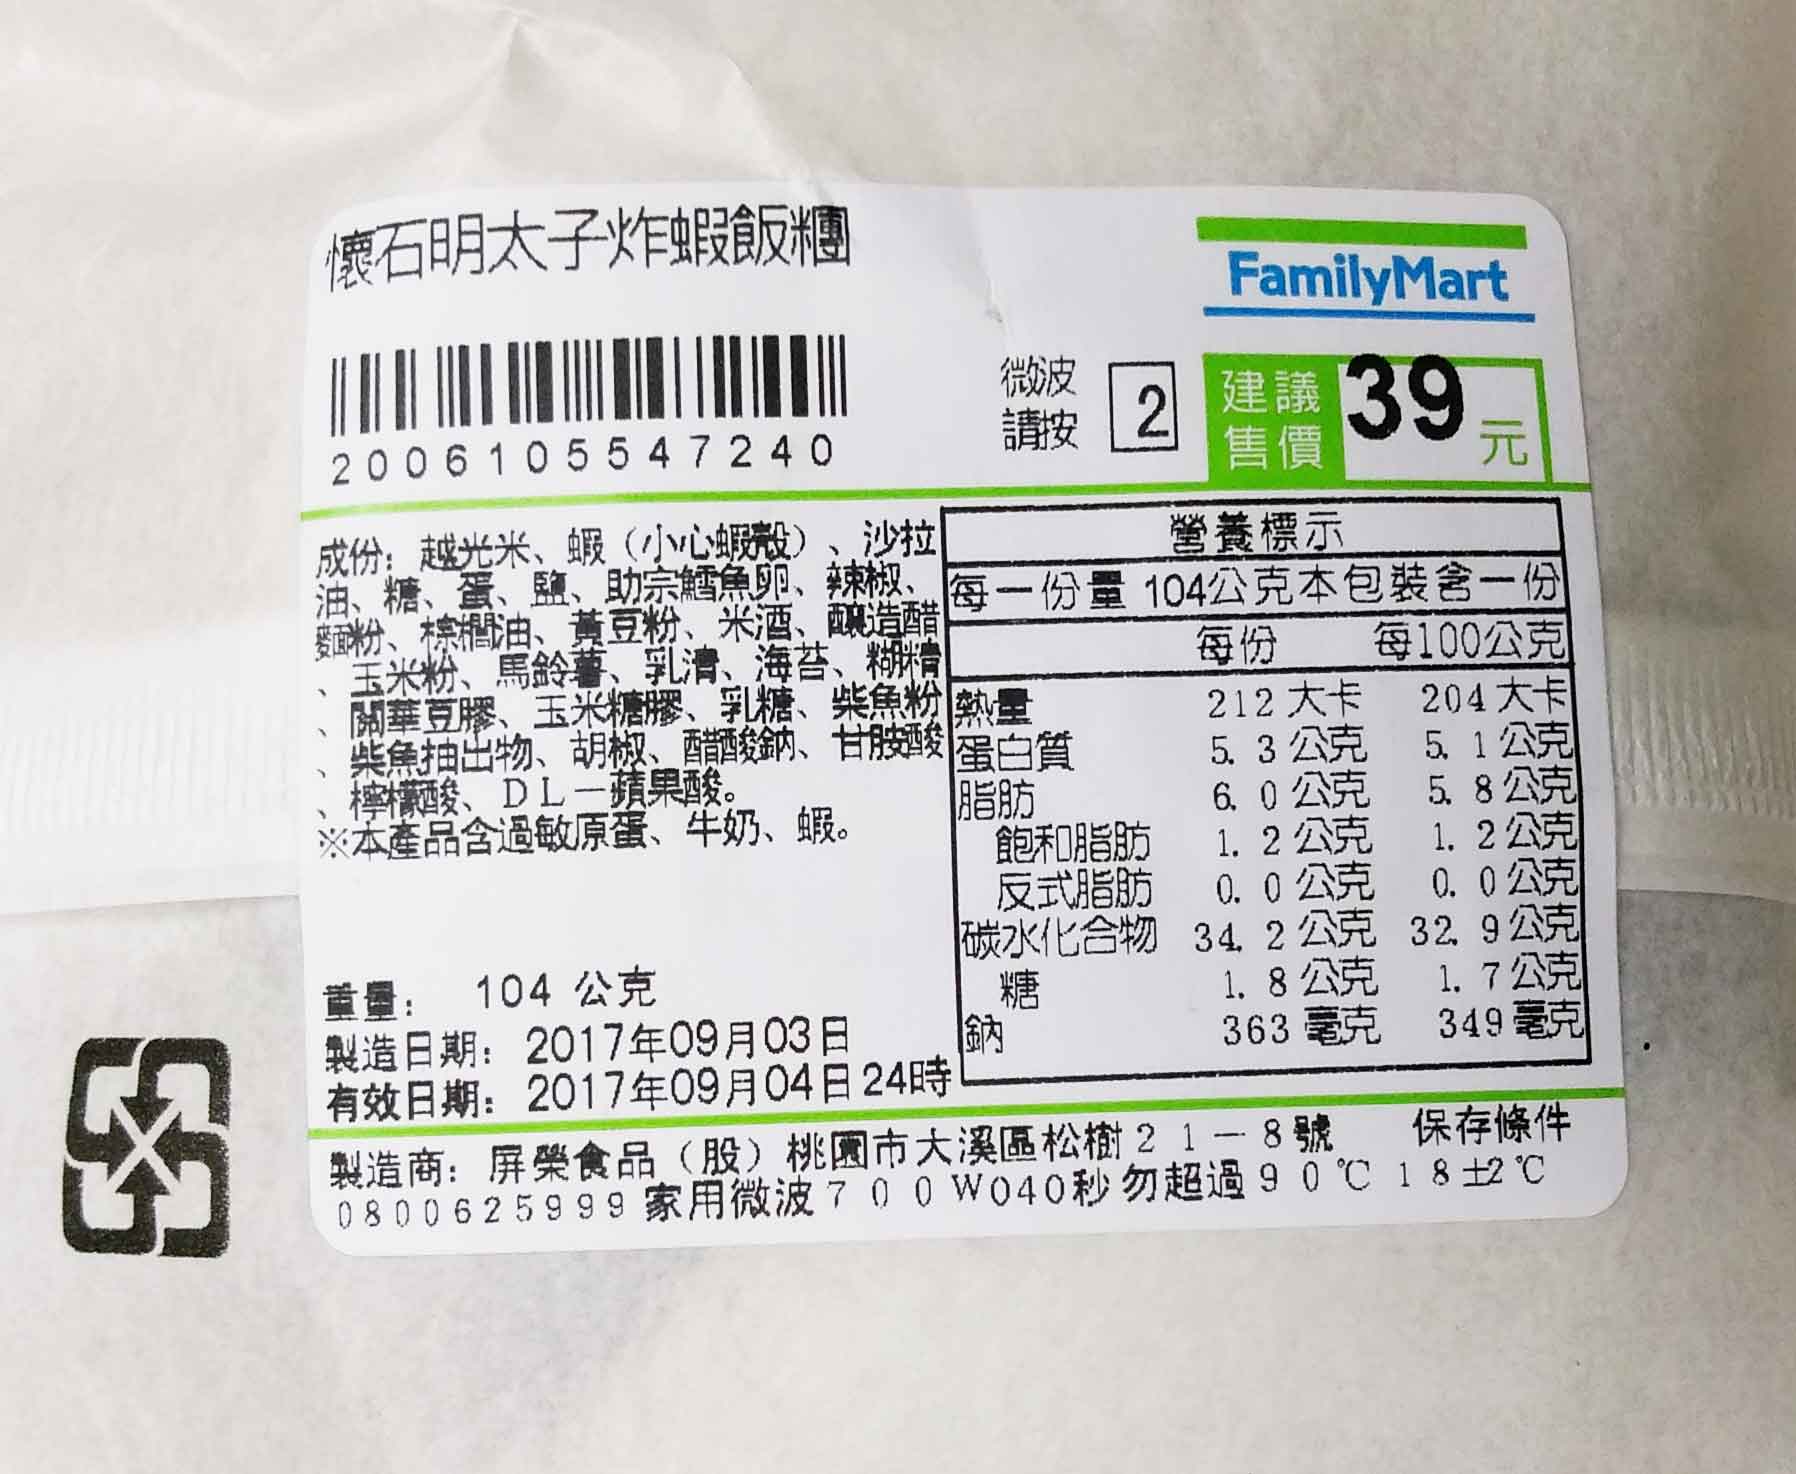 懷石明太子炸蝦飯糰
FamilyMart
2006105547240
微波
請按 2
建議
售價 39 元
成份: 越光米、蝦（小心蝦殼）、沙拉
油、糖、蛋、鹽、助宗鱈魚卵、辣椒、
麵粉、棕櫚油、黃豆粉、米酒、釀造醋
、玉米粉、馬鈴薯、乳清、海苔、糊精
、關華豆膠、玉米糖膠、乳糖、柴魚粉
、柴魚抽出物、胡椒、醋酸鈉、甘胺酸
、檸檬酸、DL－蘋果酸。
※本產品含過敏原蛋、牛奶、蝦。
重量: 104 公克
製造日期: 2017年09月03日
有效日期: 2017年09月04日24時
營養標示
每一份量 104公克本包裝含一份
每份 每100公克
熱量 212 大卡 204 大卡
蛋白質 5.3 公克 5.1 公克
脂肪 6.0 公克 5.8 公克
飽和脂肪 1.2 公克 1.2 公克
反式脂肪 0.0 公克 0.0 公克
碳水化合物 34.2 公克 32.9 公克
糖 1.8 公克 1.7 公克
鈉 363 毫克 349 毫克
製造商: 屏榮食品（股）桃園市大溪區松樹21－8號 保存條件
0800625999 家用微波700W040秒勿超過90℃ 18±2℃